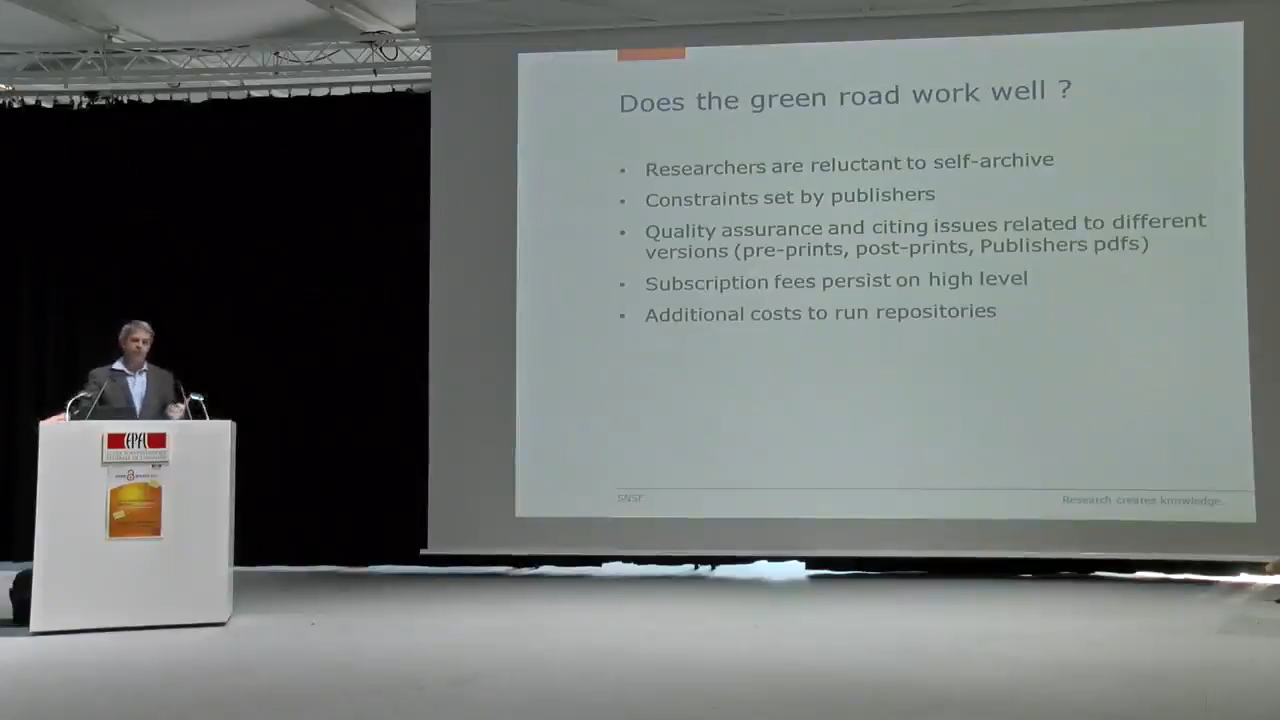 Does the green road work well ?
▪ Researchers are reluctant to self-archive
▪ Constraints set by publishers
▪ Quality assurance and citing issues related to different
versions (pre-prints, post-prints, Publishers pdfs)
▪ Subscription fees persist on high level
▪ Additional costs to run repositories
SNSF
Research creates knowledge.
EPFL